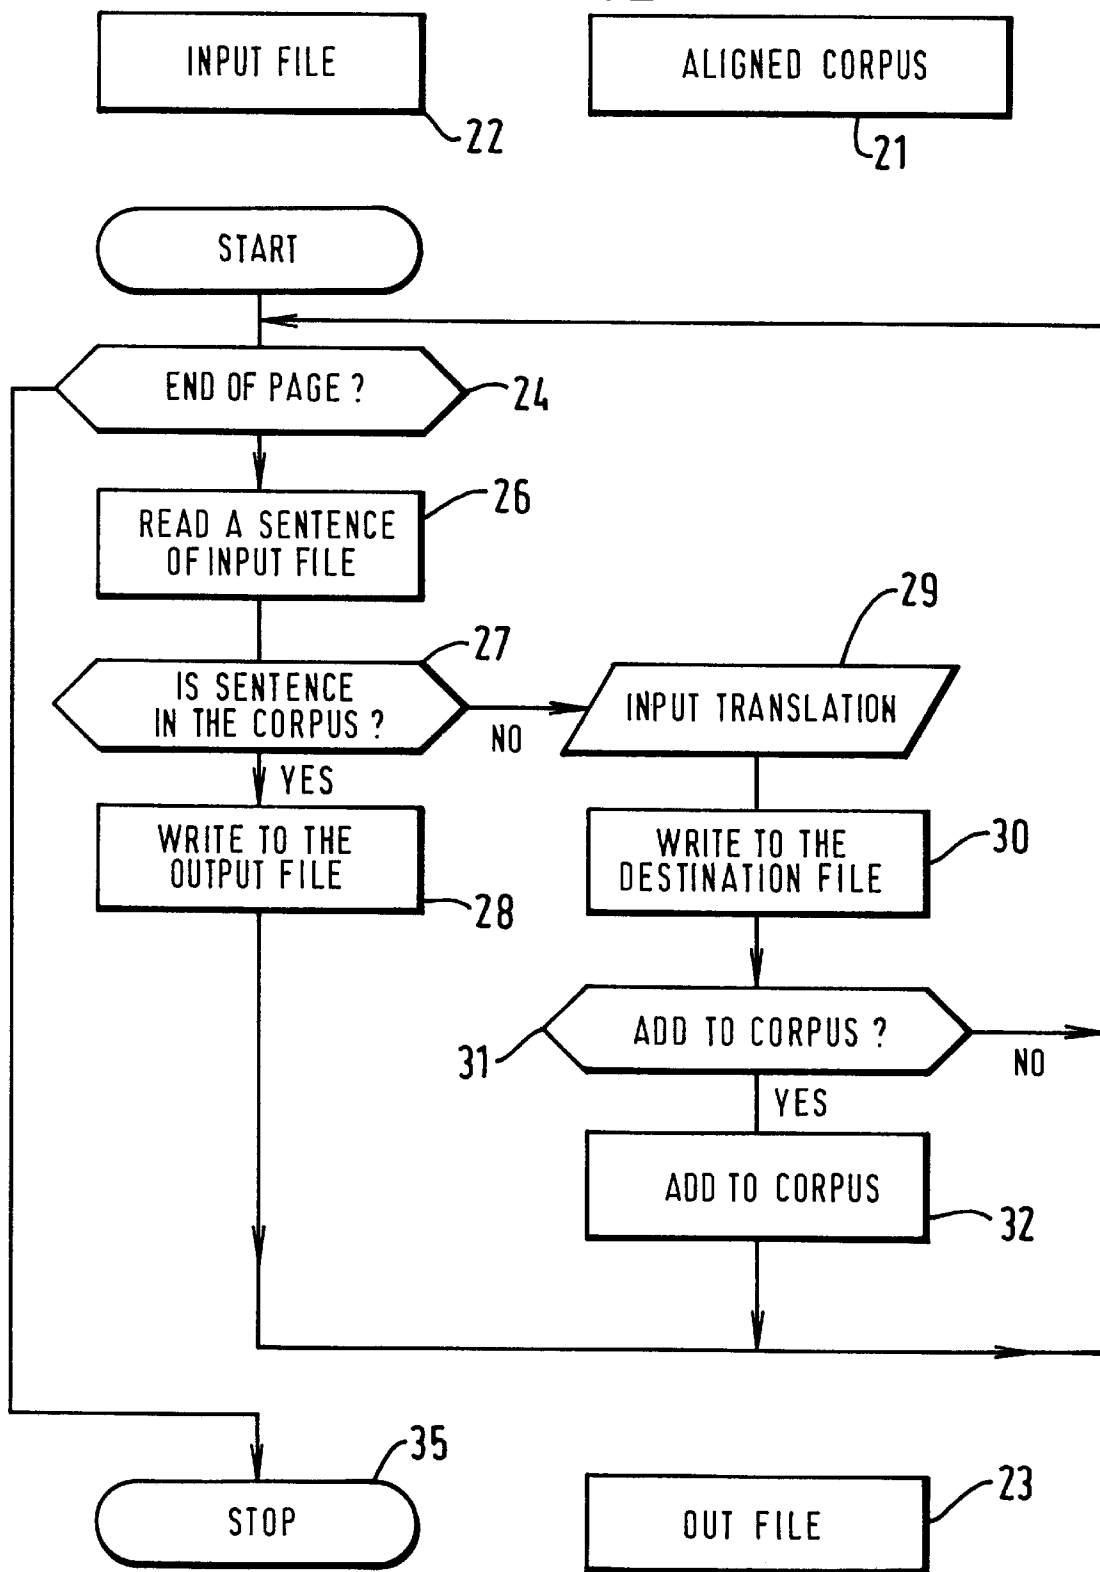 INPUT FILE
22
ALIGNED CORPUS
21
START
END OF PAGE ?
24
26
READ A SENTENCE
OF INPUT FILE
27
IS SENTENCE
IN THE CORPUS ?
NO
29
INPUT TRANSLATION
YES
WRITE TO THE
OUTPUT FILE
28
WRITE TO THE
DESTINATION FILE
30
31
ADD TO CORPUS ?
NO
YES
ADD TO CORPUS
32
35
STOP
OUT FILE
23